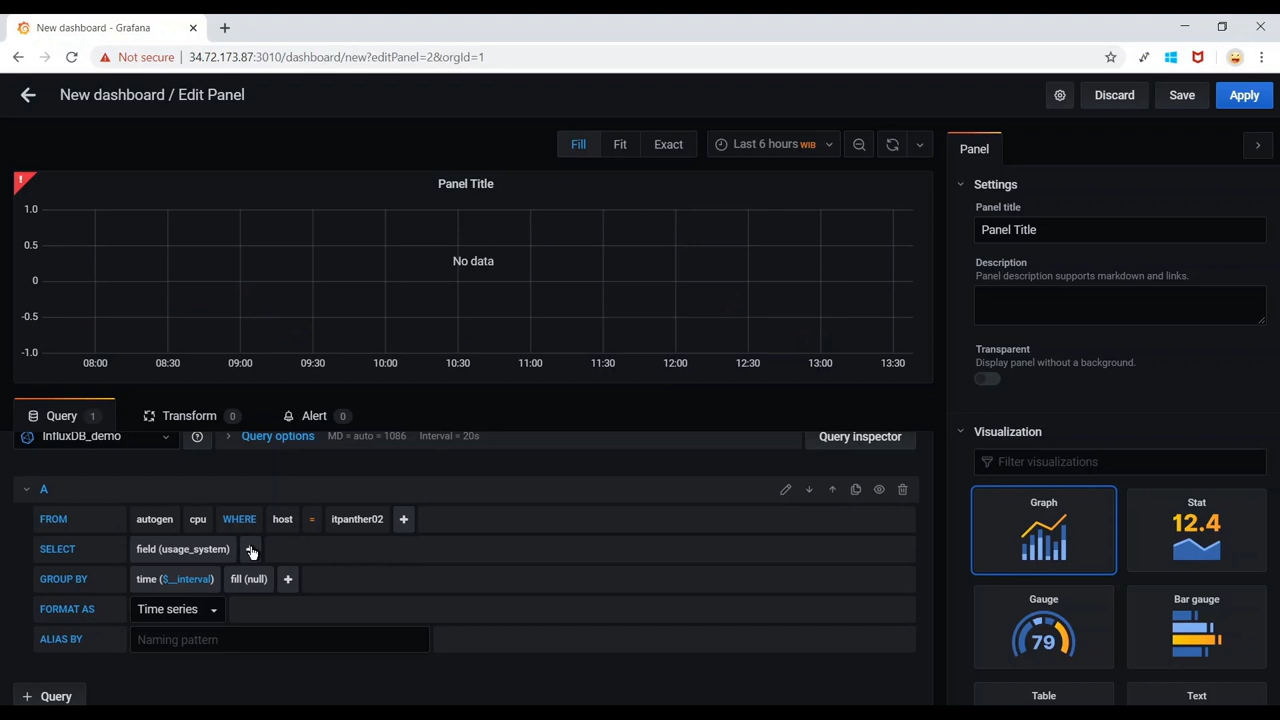 New dashboard - Grafana
Not secure 34.72.173.87:3010/dashboard/new?editPanel=2&orgId=1
New dashboard / Edit Panel
Discard
Save
Apply
Fill
Fit
Exact
Last 6 hours WIB
Panel
Panel Title
1.0
0.5
0
-0.5
-1.0
No data
08:00 08:30 09:00 09:30 10:00 10:30 11:00 11:30 12:00 12:30 13:00 13:30
Settings
Panel title
Panel Title
Description
Panel description supports markdown and links.
Transparent
Display panel without a background.
Query 1
Transform 0
Alert 0
InfluxDB_demo
Query options MD = auto = 1086 Interval = 20s
Query inspector
A
FROM autogen cpu WHERE host = itpanther02 +
SELECT field (usage_system)
GROUP BY time ($__interval) fill (null) +
FORMAT AS Time series
ALIAS BY Naming pattern
+ Query
Visualization
Filter visualizations
Graph
Stat
12.4
Gauge
79
Bar gauge
Table
Text